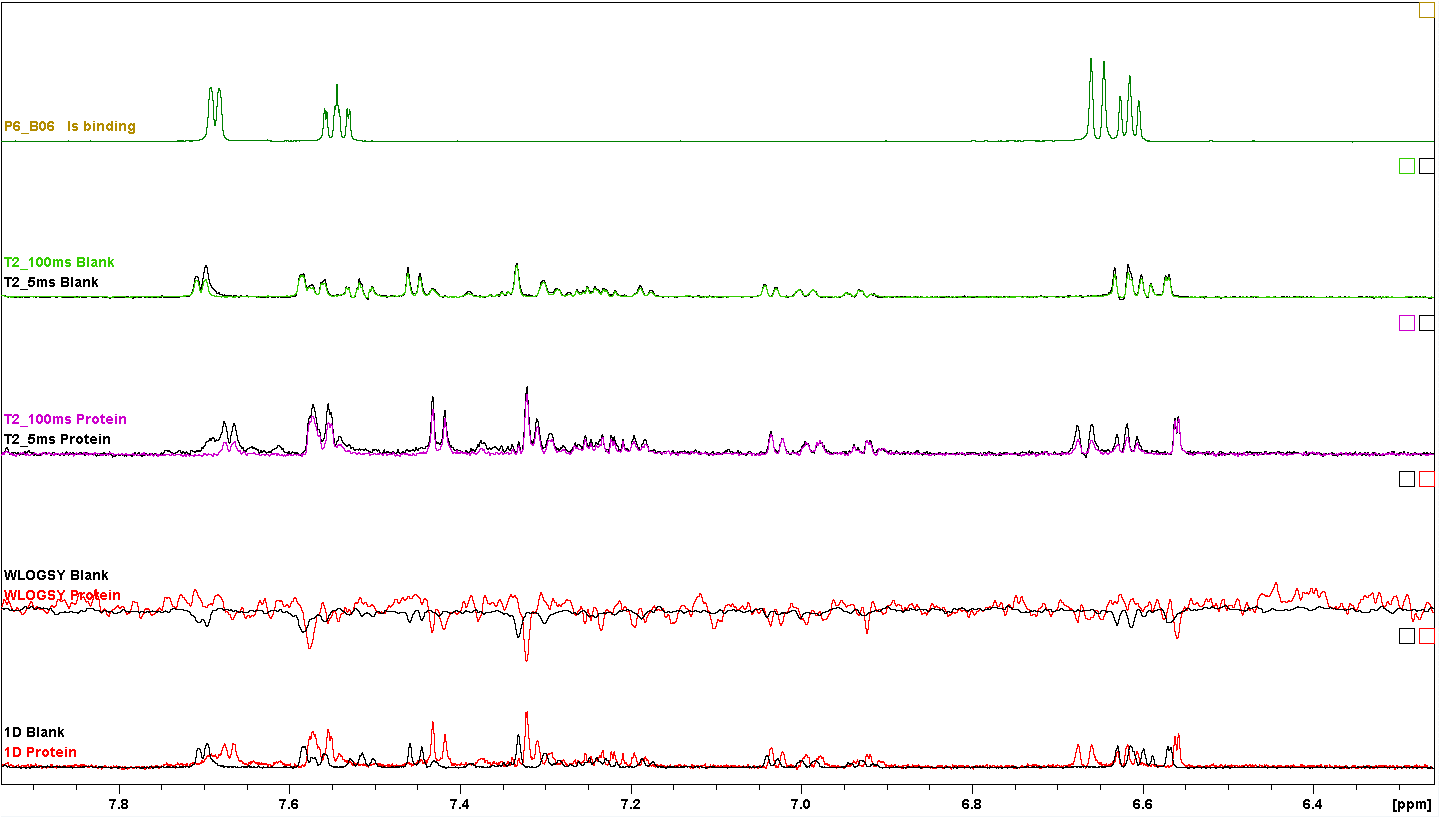 P6_B06 Is binding
T2_100ms Blank
T2_5ms Blank
T2_100ms Protein
T2_5ms Protein
WLOGSY Blank
WLOGSY Protein
1D Blank
1D Protein
7.8 7.6 7.4 7.2 7.0 6.8 6.6 6.4 [ppm]